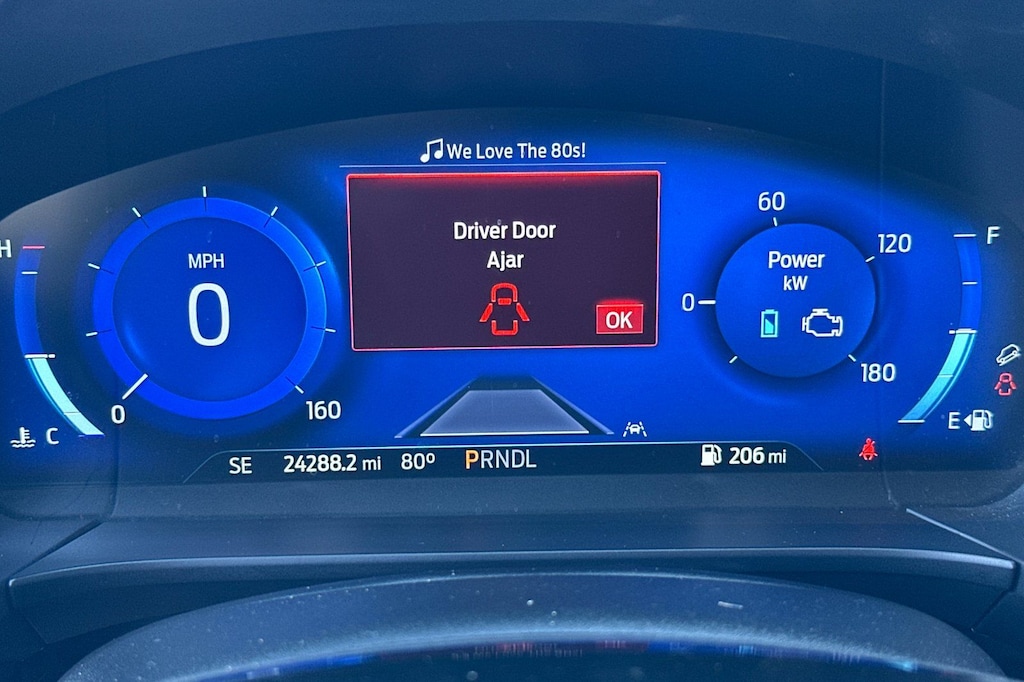 We Love The 80s!
Driver Door
Ajar
OK
H
C
MPH
0
0
160
Power
kW
0
60
120
180
F
E
SE 24288.2 mi 80° PRNDL 206 mi